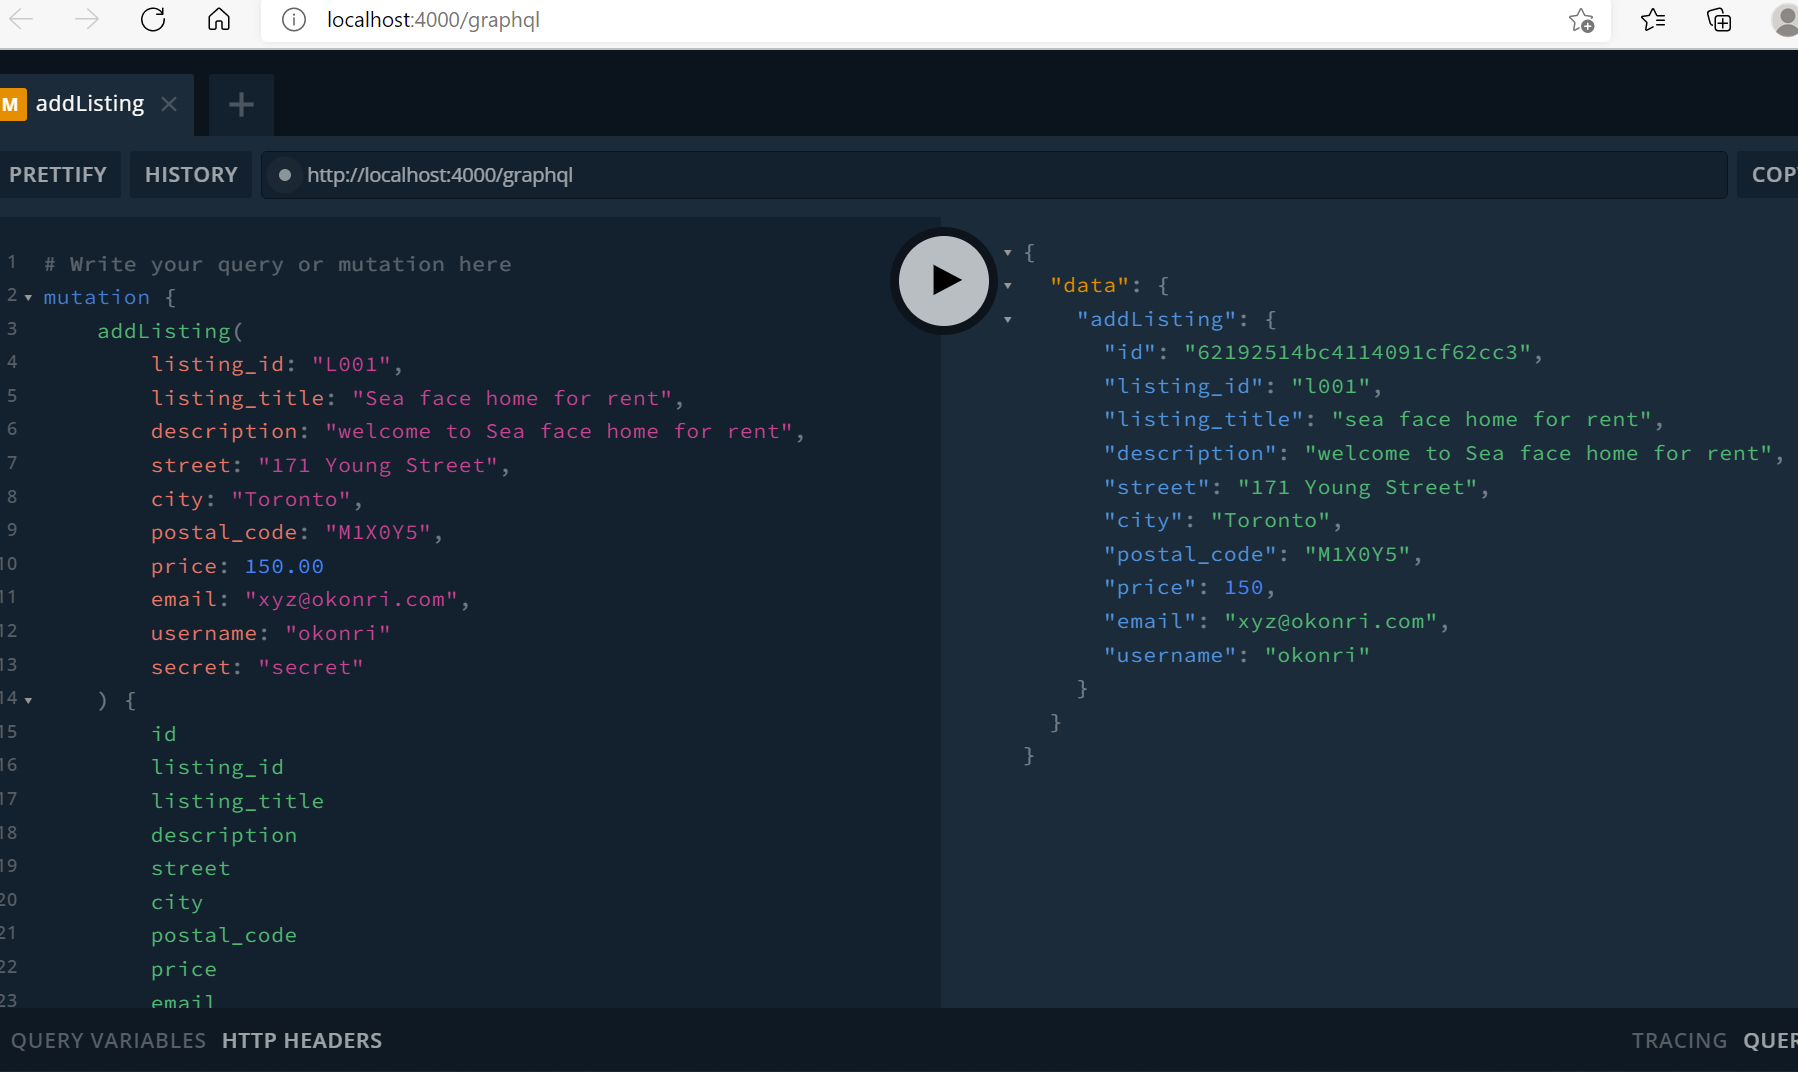 localhost:4000/graphql
M addListing
PRETTIFY HISTORY http://localhost:4000/graphql COP
1 # Write your query or mutation here
2 mutation {
3 addListing(
4 listing_id: "L001",
5 listing_title: "Sea face home for rent",
6 description: "welcome to Sea face home for rent",
7 street: "171 Young Street",
8 city: "Toronto",
9 postal_code: "M1X0Y5",
10 price: 150.00
11 email: "xyz@okonri.com",
12 username: "okonri"
13 secret: "secret"
14 ) {
15 id
16 listing_id
17 listing_title
18 description
19 street
20 city
21 postal_code
22 price
23 email
{
"data": {
"addListing": {
"id": "62192514bc4114091cf62cc3",
"listing_id": "l001",
"listing_title": "sea face home for rent",
"description": "welcome to Sea face home for rent",
"street": "171 Young Street",
"city": "Toronto",
"postal_code": "M1X0Y5",
"price": 150,
"email": "xyz@okonri.com",
"username": "okonri"
}
}
}
QUERY VARIABLES HTTP HEADERS TRACING QUER